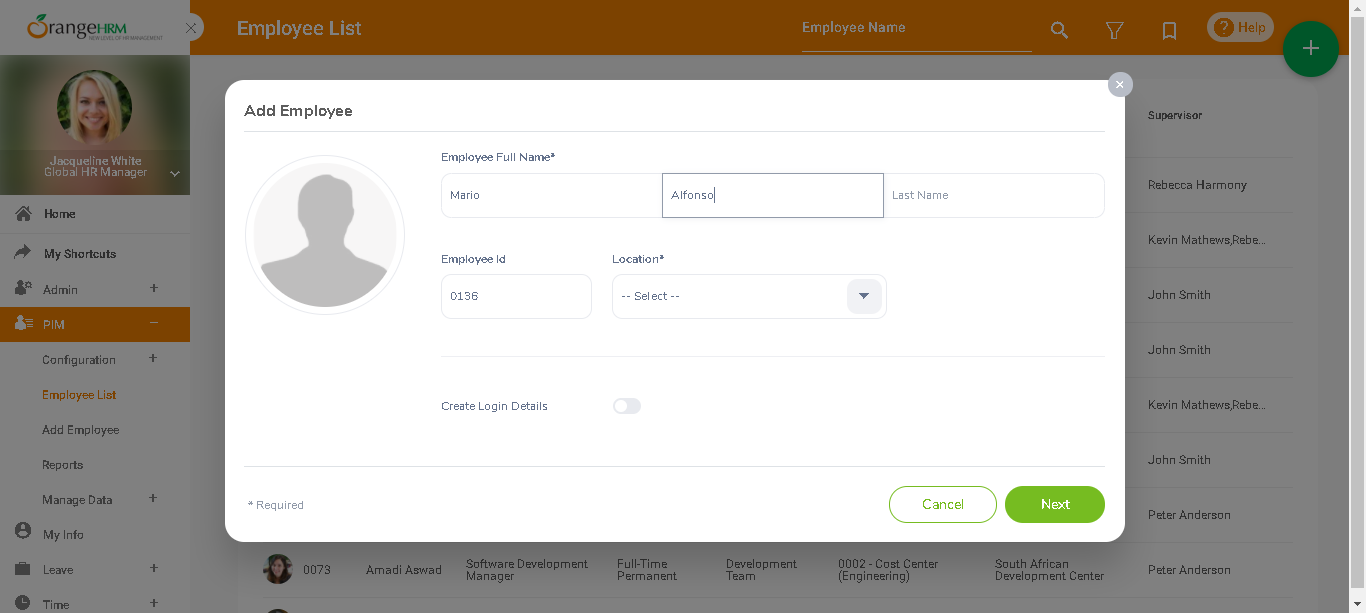 OrangeHRM
NEW LEVEL OF HR MANAGEMENT
Employee List
Employee Name
Help
Jacqueline White
Global HR Manager
Home
My Shortcuts
Admin
PIM
Configuration
Employee List
Add Employee
Reports
Manage Data
My Info
Leave
Time
Add Employee
Employee Full Name*
Mario
Alfonso
Last Name
Employee Id
Location*
0136
-- Select --
Create Login Details
* Required
Cancel
Next
Supervisor
Rebecca Harmony
Kevin Mathews,Rebe...
John Smith
John Smith
Kevin Mathews,Rebe...
John Smith
Peter Anderson
0073
Amadi Aswad
Software Development
Manager
Full-Time
Permanent
Development
Team
0002 - Cost Center
(Engineering)
South African
Development Center
Peter Anderson